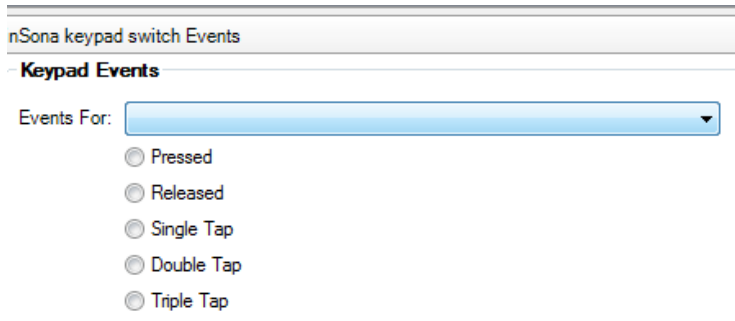 nSona keypad switch Events
Keypad Events
Events For:
Pressed
Released
Single Tap
Double Tap
Triple Tap